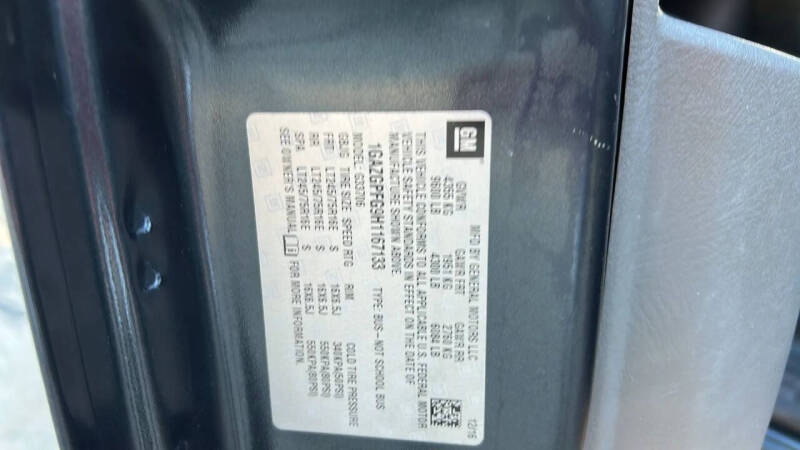 GM
MFD BY GENERAL MOTORS LLC 12/16
GVWR GAWR FRT GAWR RR
4355 KG 1951 KG 2760 KG
9600 LB 4300 LB 6084 LB
THIS VEHICLE CONFORMS TO ALL APPLICABLE U.S. FEDERAL MOTOR
VEHICLE SAFETY STANDARDS IN EFFECT ON THE DATE OF
MANUFACTURE SHOWN ABOVE.
1GAZGPFG9H1167133 TYPE: BUS--NOT SCHOOL BUS
MODEL: G33706
GBJG TIRE SIZE SPEED RTG RIM COLD TIRE PRESSURE
FRT LT245/75R16E S 16X6.5J 340KPA(50PSI)
RR LT245/75R16E S 16X6.5J 550KPA(80PSI)
SPA LT245/75R16E S 16X6.5J 550KPA(80PSI)
SEE OWNER'S MANUAL FOR MORE INFORMATION.